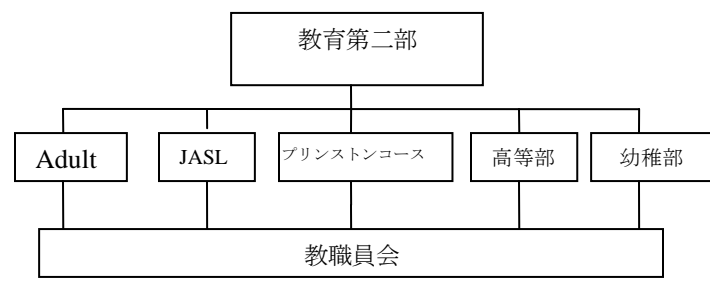 教育第二部
Adult
JASL
プリンストンコース
高等部
幼稚部
教職員会